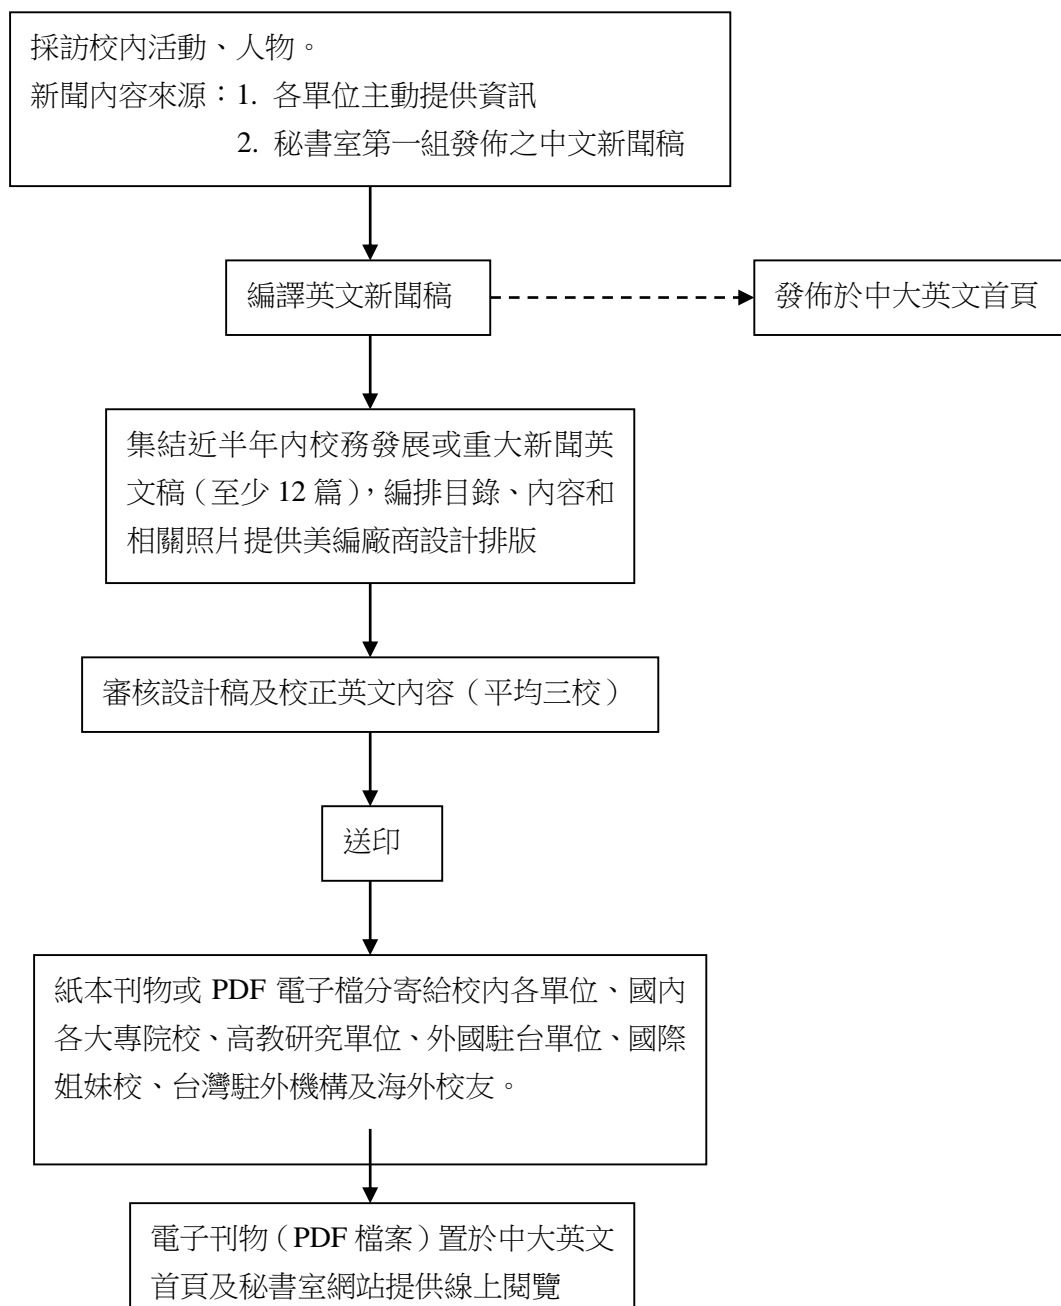 採訪校內活動、人物。
新聞內容來源：1. 各單位主動提供資訊
2. 秘書室第一組發佈之中文新聞稿
編譯英文新聞稿
發佈於中大英文首頁
集結近半年內校務發展或重大新聞英
文稿（至少 12 篇），編排目錄、內容和
相關照片提供美編廠商設計排版
審核設計稿及校正英文內容（平均三校）
送印
紙本刊物或 PDF 電子檔分寄給校內各單位、國內
各大專院校、高教研究單位、外國駐台單位、國際
姐妹校、台灣駐外機構及海外校友。
電子刊物（PDF 檔案）置於中大英文
首頁及秘書室網站提供線上閱覽